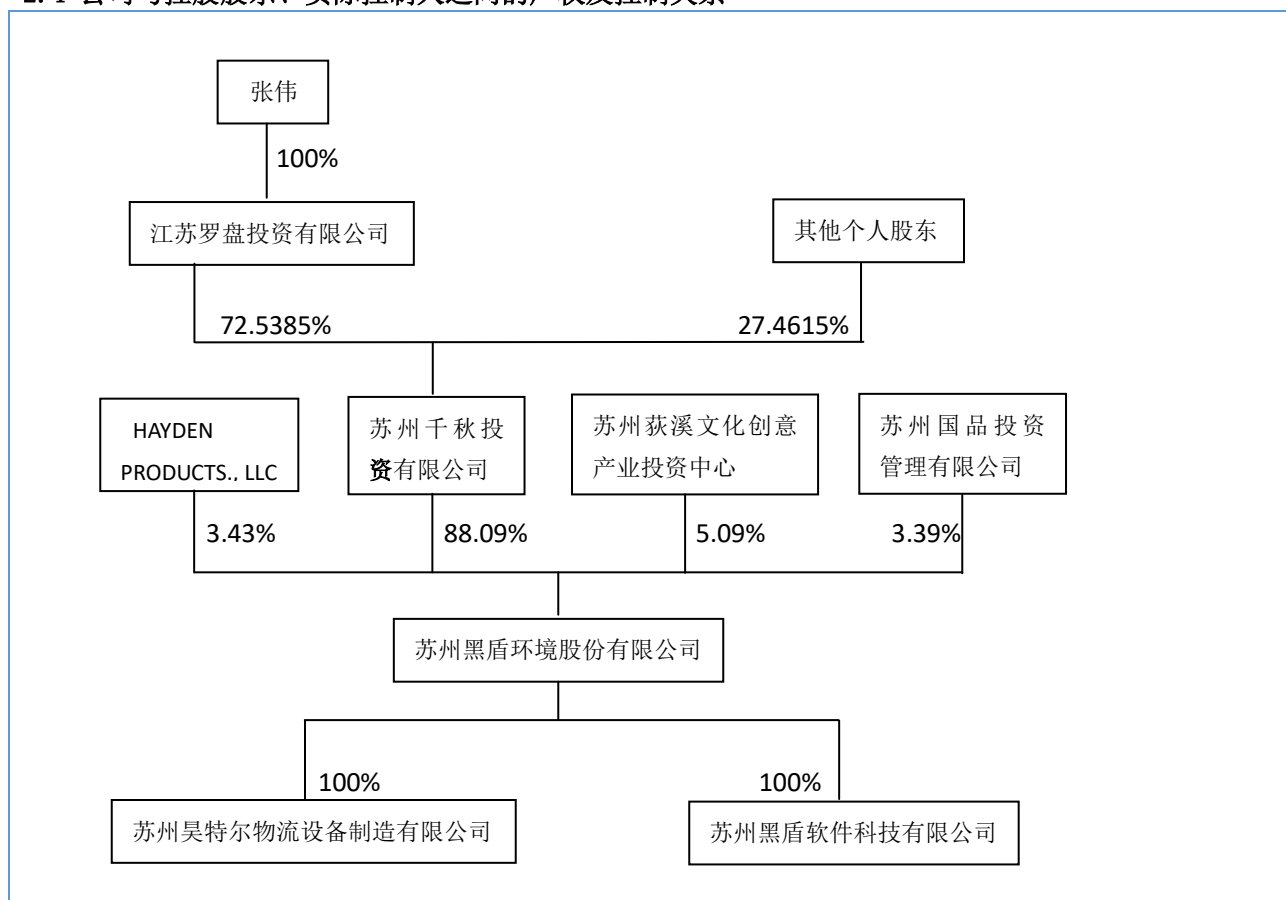 张伟
100%
江苏罗盘投资有限公司
其他个人股东
72.5385%
27.4615%
HAYDEN
PRODUCTS., LLC
苏州千秋投
资有限公司
苏州荻溪文化创意
产业投资中心
苏州国品投资
管理有限公司
3.43%
88.09%
5.09%
3.39%
苏州黑盾环境股份有限公司
100%
100%
苏州昊特尔物流设备制造有限公司
苏州黑盾软件科技有限公司